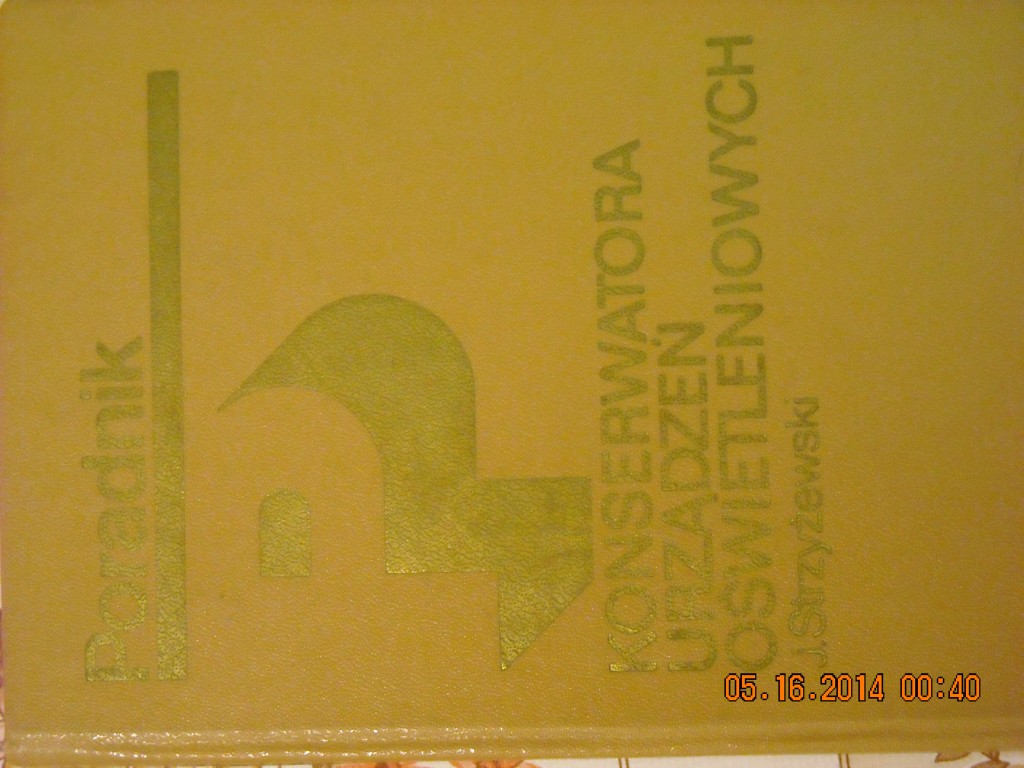 Poradnik
KONSERWATORA
URZĄDZEŃ
OŚWIETLENIOWYCH
J. Strzyżewski
05.16.2014 00:40